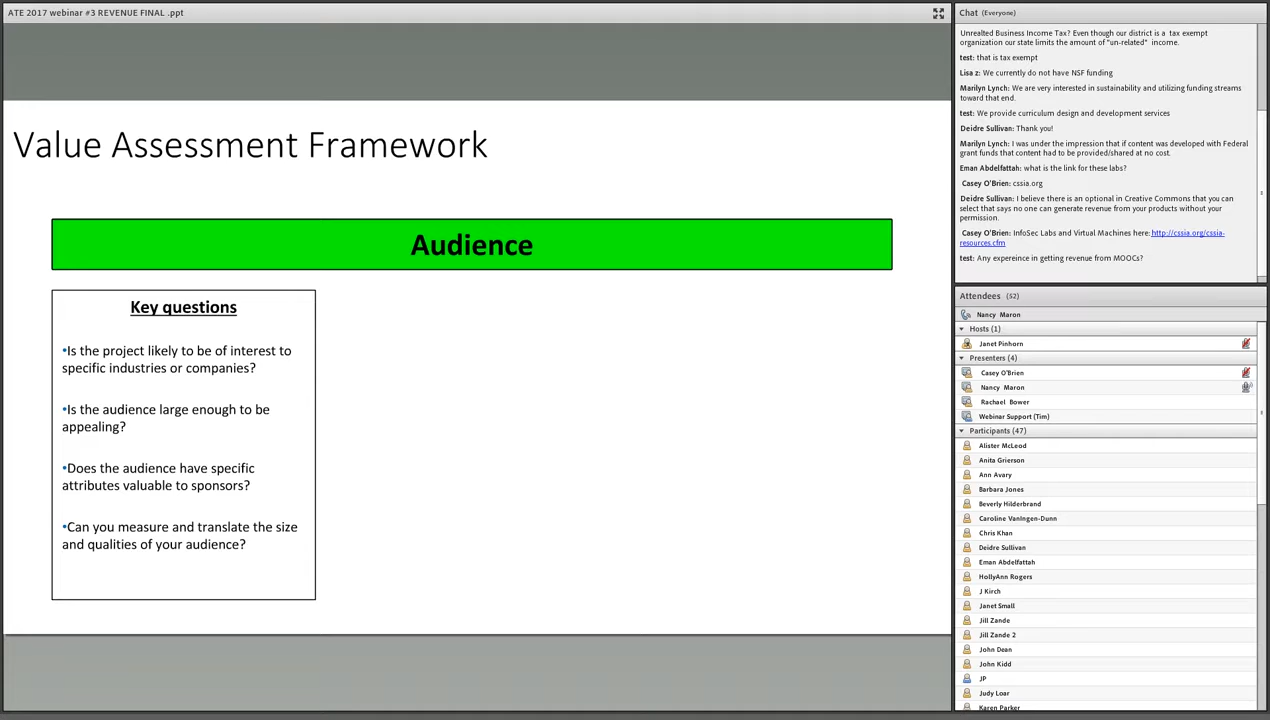 ATE 2017 webinar #3 REVENUE FINAL .ppt
Value Assessment Framework
Audience
Key questions
•Is the project likely to be of interest to
specific industries or companies?
•Is the audience large enough to be
appealing?
•Does the audience have specific
attributes valuable to sponsors?
•Can you measure and translate the size
and qualities of your audience?
Chat (Everyone)
Unrealted Business Income Tax? Even though our district is a tax exempt
organization our state limits the amount of "un-related" income.
test: that is tax exempt
Lisa z: We currently do not have NSF funding
Marilyn Lynch: We are very interested in sustainability and utilizing funding streams
toward that end.
test: We provide curriculum design and development services
Deidre Sullivan: Thank you!
Marilyn Lynch: I was under the impression that if content was developed with Federal
grant funds that content had to be provided/shared at no cost.
Eman Abdelfattah: what is the link for these labs?
Casey O'Brien: cssia.org
Deidre Sullivan: I believe there is an optional in Creative Commons that you can
select that says no one can generate revenue from your products without your
permission.
Casey O'Brien: InfoSec Labs and Virtual Machines here: http://cssia.org/cssia-
resources.cfm
test: Any expereince in getting revenue from MOOCs?
Attendees (52)
Nancy Maron
Hosts (1)
Janet Pinhorn
Presenters (4)
Casey O'Brien
Nancy Maron
Rachael Bower
Webinar Support (Tim)
Participants (47)
Alister McLeod
Anita Grierson
Ann Avary
Barbara Jones
Beverly Hilderbrand
Caroline VanIngen-Dunn
Chris Khan
Deidre Sullivan
Eman Abdelfattah
HollyAnn Rogers
J Kirch
Janet Small
Jill Zande
Jill Zande 2
John Dean
John Kidd
JP
Judy Loar
Karen Parker